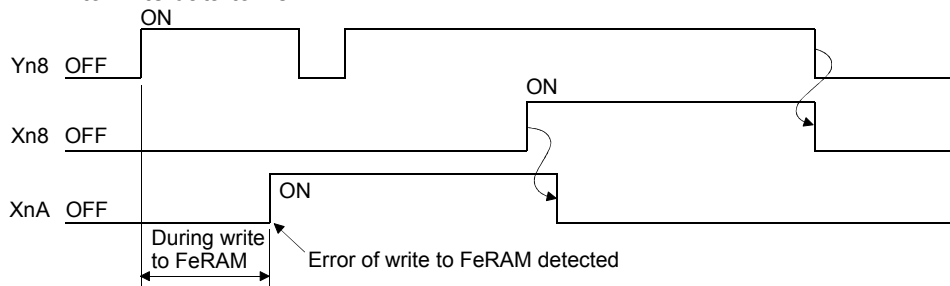 ON
Yn8 OFF
ON
Xn8 OFF
ON
XnA OFF
During write
to FeRAM
Error of write to FeRAM detected